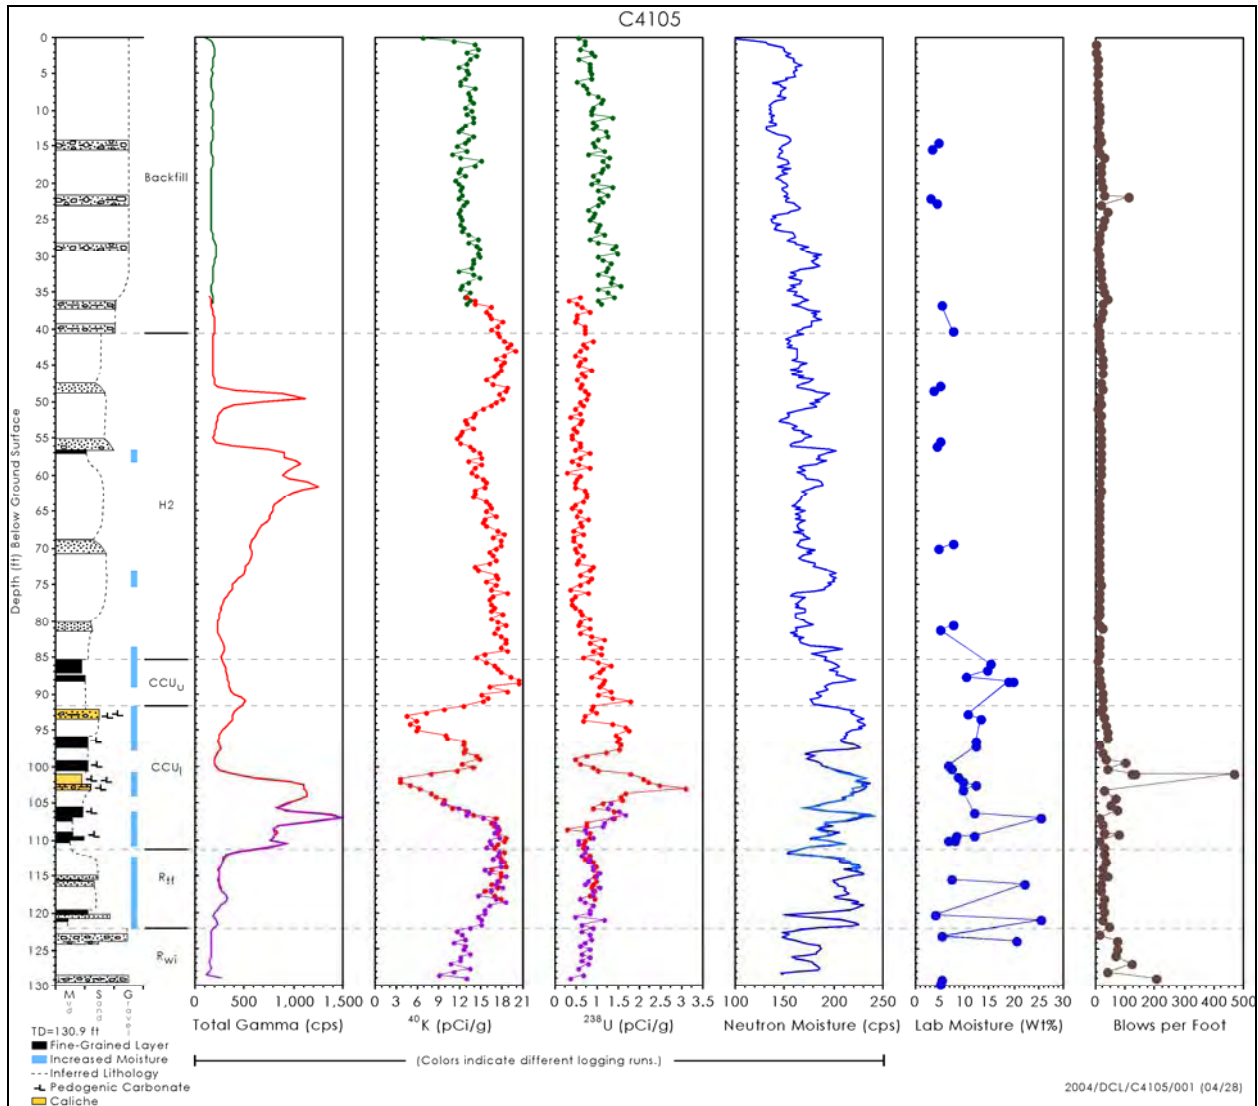 C4105
Depth (ft) Below Ground Surface
0
5
10
15
20
25
30
35
40
45
50
55
60
65
70
75
80
85
90
95
100
105
110
115
120
125
130
Backfill
H2
CCUu
CCUl
Rtf
Rwi
Mud
Sand
Gravel
0 500 1,000 1,500
Total Gamma (cps)
0 3 6 9 12 15 18 21
40K (pCi/g)
0 0.5 1 1.5 2 2.5 3 3.5
238U (pCi/g)
100 150 200 250
Neutron Moisture (cps)
0 5 10 15 20 25 30
Lab Moisture (Wt%)
0 100 200 300 400 500
Blows per Foot
TD=130.9 ft
Fine-Grained Layer
Increased Moisture
Inferred Lithology
Pedogenic Carbonate
Caliche
(Colors indicate different logging runs.)
2004/DCL/C4105/001 (04/28)